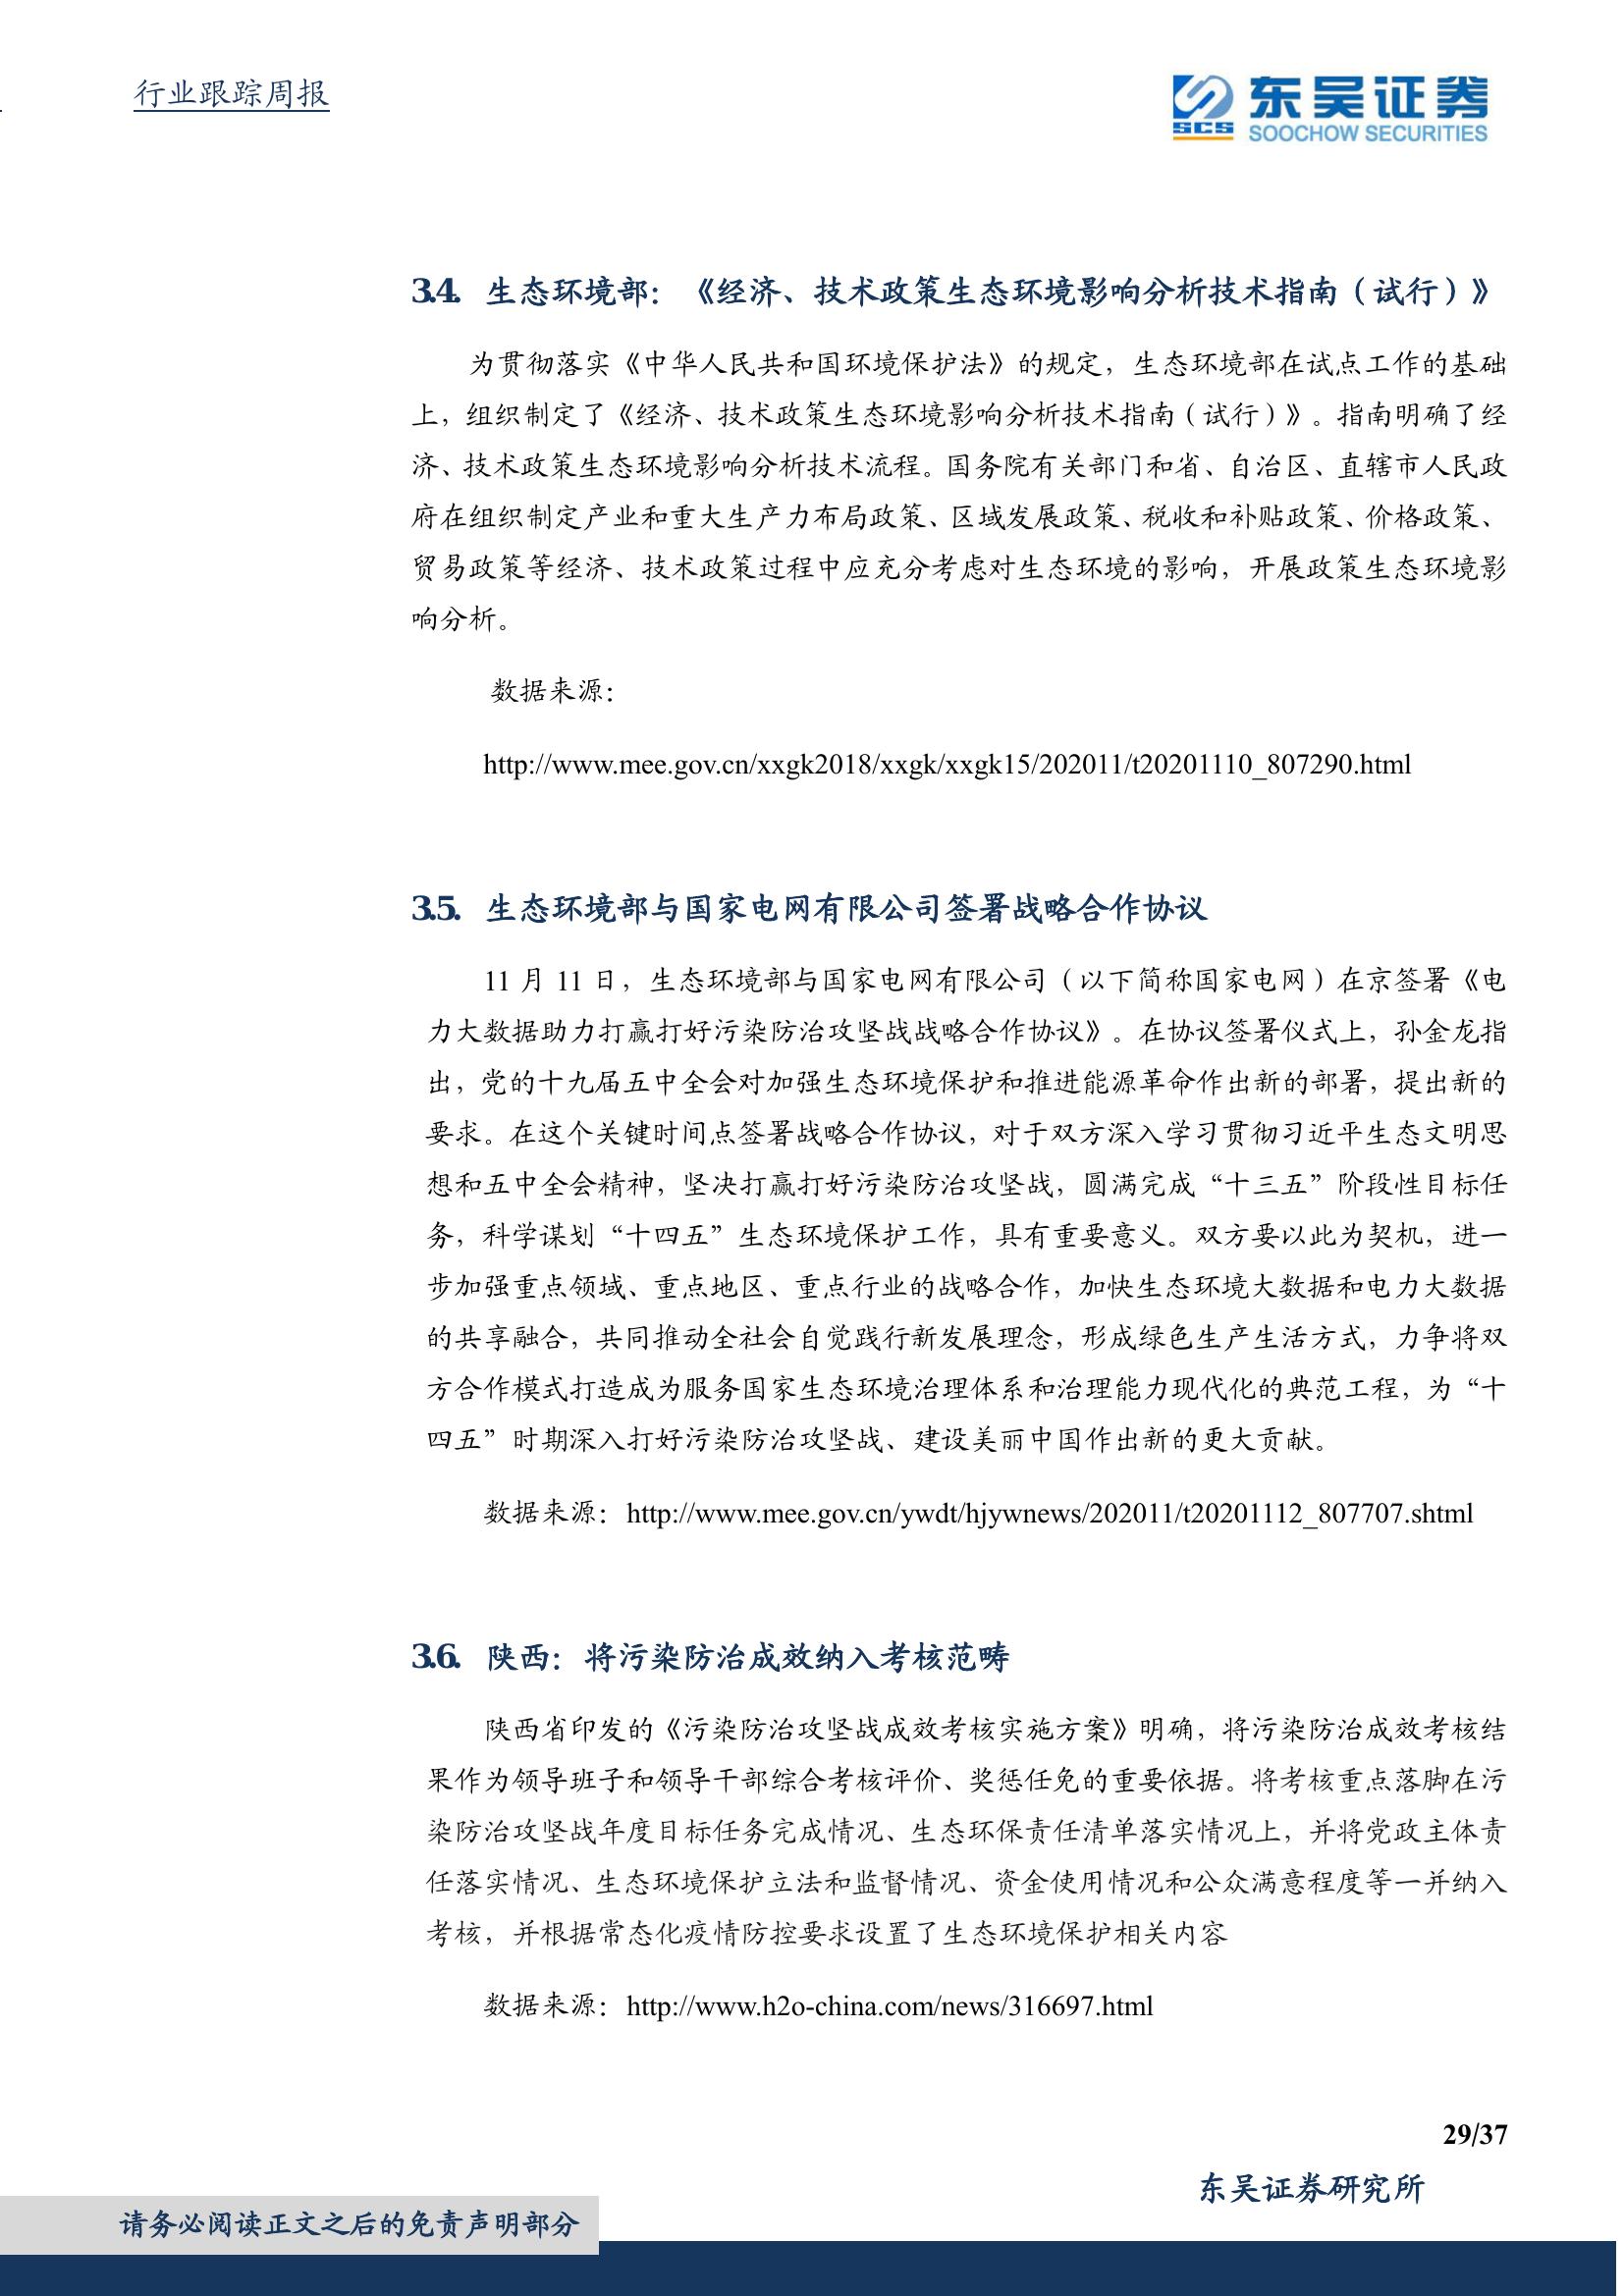 行业跟踪周报
SCS
东吴证券
SOOCHOW SECURITIES
3.4. 生态环境部：《经济、技术政策生态环境影响分析技术指南（试行）》
为贯彻落实《中华人民共和国环境保护法》的规定，生态环境部在试点工作的基础
上，组织制定了《经济、技术政策生态环境影响分析技术指南（试行）》。指南明确了经
济、技术政策生态环境影响分析技术流程。国务院有关部门和省、自治区、直辖市人民政
府在组织制定产业和重大生产力布局政策、区域发展政策、税收和补贴政策、价格政策、
贸易政策等经济、技术政策过程中应充分考虑对生态环境的影响，开展政策生态环境影
响分析。
数据来源：
http://www.mee.gov.cn/xxgk2018/xxgk/xxgk15/202011/t20201110_807290.html
3.5. 生态环境部与国家电网有限公司签署战略合作协议
11 月 11 日，生态环境部与国家电网有限公司（以下简称国家电网）在京签署《电
力大数据助力打赢打好污染防治攻坚战战略合作协议》。在协议签署仪式上，孙金龙指
出，党的十九届五中全会对加强生态环境保护和推进能源革命作出新的部署，提出新的
要求。在这个关键时间点签署战略合作协议，对于双方深入学习贯彻习近平生态文明思
想和五中全会精神，坚决打赢打好污染防治攻坚战，圆满完成“十三五”阶段性目标任
务，科学谋划“十四五”生态环境保护工作，具有重要意义。双方要以此为契机，进一
步加强重点领域、重点地区、重点行业的战略合作，加快生态环境大数据和电力大数据
的共享融合，共同推动全社会自觉践行新发展理念，形成绿色生产生活方式，力争将双
方合作模式打造成为服务国家生态环境治理体系和治理能力现代化的典范工程，为“十
四五”时期深入打好污染防治攻坚战、建设美丽中国作出新的更大贡献。
数据来源：http://www.mee.gov.cn/ywdt/hjywnews/202011/t20201112_807707.shtml
3.6. 陕西：将污染防治成效纳入考核范畴
陕西省印发的《污染防治攻坚战成效考核实施方案》明确，将污染防治成效考核结
果作为领导班子和领导干部综合考核评价、奖惩任免的重要依据。将考核重点落脚在污
染防治攻坚战年度目标任务完成情况、生态环保责任清单落实情况上，并将党政主体责
任落实情况、生态环境保护立法和监督情况、资金使用情况和公众满意程度等一并纳入
考核，并根据常态化疫情防控要求设置了生态环境保护相关内容
数据来源：http://www.h2o-china.com/news/316697.html
29/37
东吴证券研究所
请务必阅读正文之后的免责声明部分